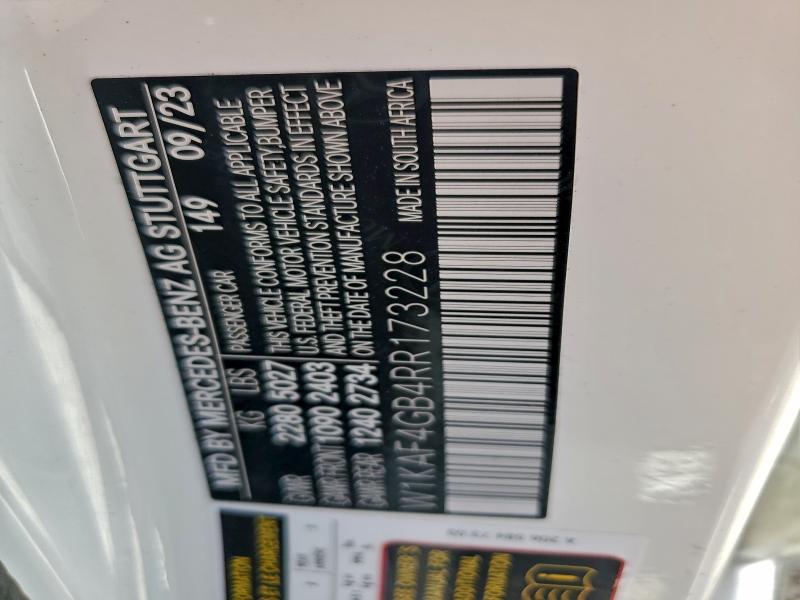 MFD BY MERCEDES-BENZ AG STUTTGART
149 09/23
KG LBS PASSENGER CAR
GVWR 2280 5027
GAWR FRONT 1090 2403
GAWR REAR 1240 2734
THIS VEHICLE CONFORMS TO ALL APPLICABLE
U.S. FEDERAL MOTOR VEHICLE SAFETY, BUMPER
AND THEFT PREVENTION STANDARDS IN EFFECT
ON THE DATE OF MANUFACTURE SHOWN ABOVE
W1KAF4GB4RR173228 MADE IN SOUTH AFRICA